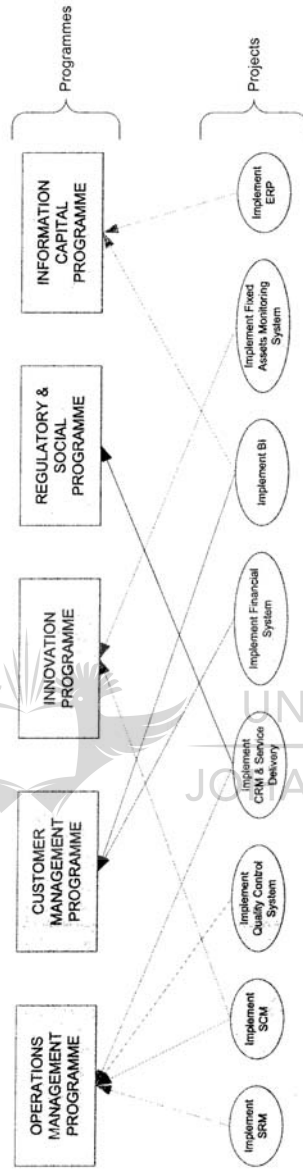 OPERATIONS
MANAGEMENT
PROGRAMME
CUSTOMER
MANAGEMENT
PROGRAMME
INNOVATION
PROGRAMME
REGULATORY &
SOCIAL
PROGRAMME
INFORMATION
CAPITAL
PROGRAMME
Programmes
Implement
SRM
Implement
SCM
Implement
Quality Control
System
Implement
CRM & Service
Delivery
Implement Financial
System
Implement BI
Implement Fixed
Assets Monitoring
System
Implement
ERP
Projects
UN
JOHA